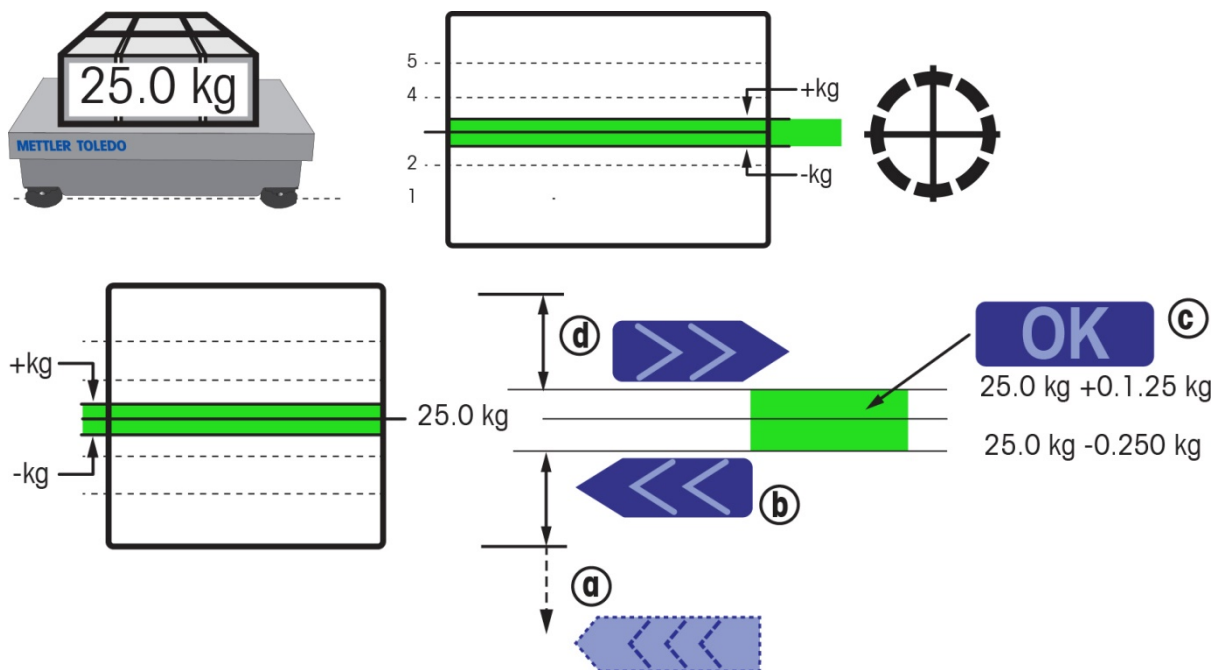 25.0 kg
METTLER TOLEDO
5
4
2
1
+kg
-kg
+kg
-kg
25.0 kg
d
OK
c
25.0 kg +0.1.25 kg
25.0 kg -0.250 kg
b
a